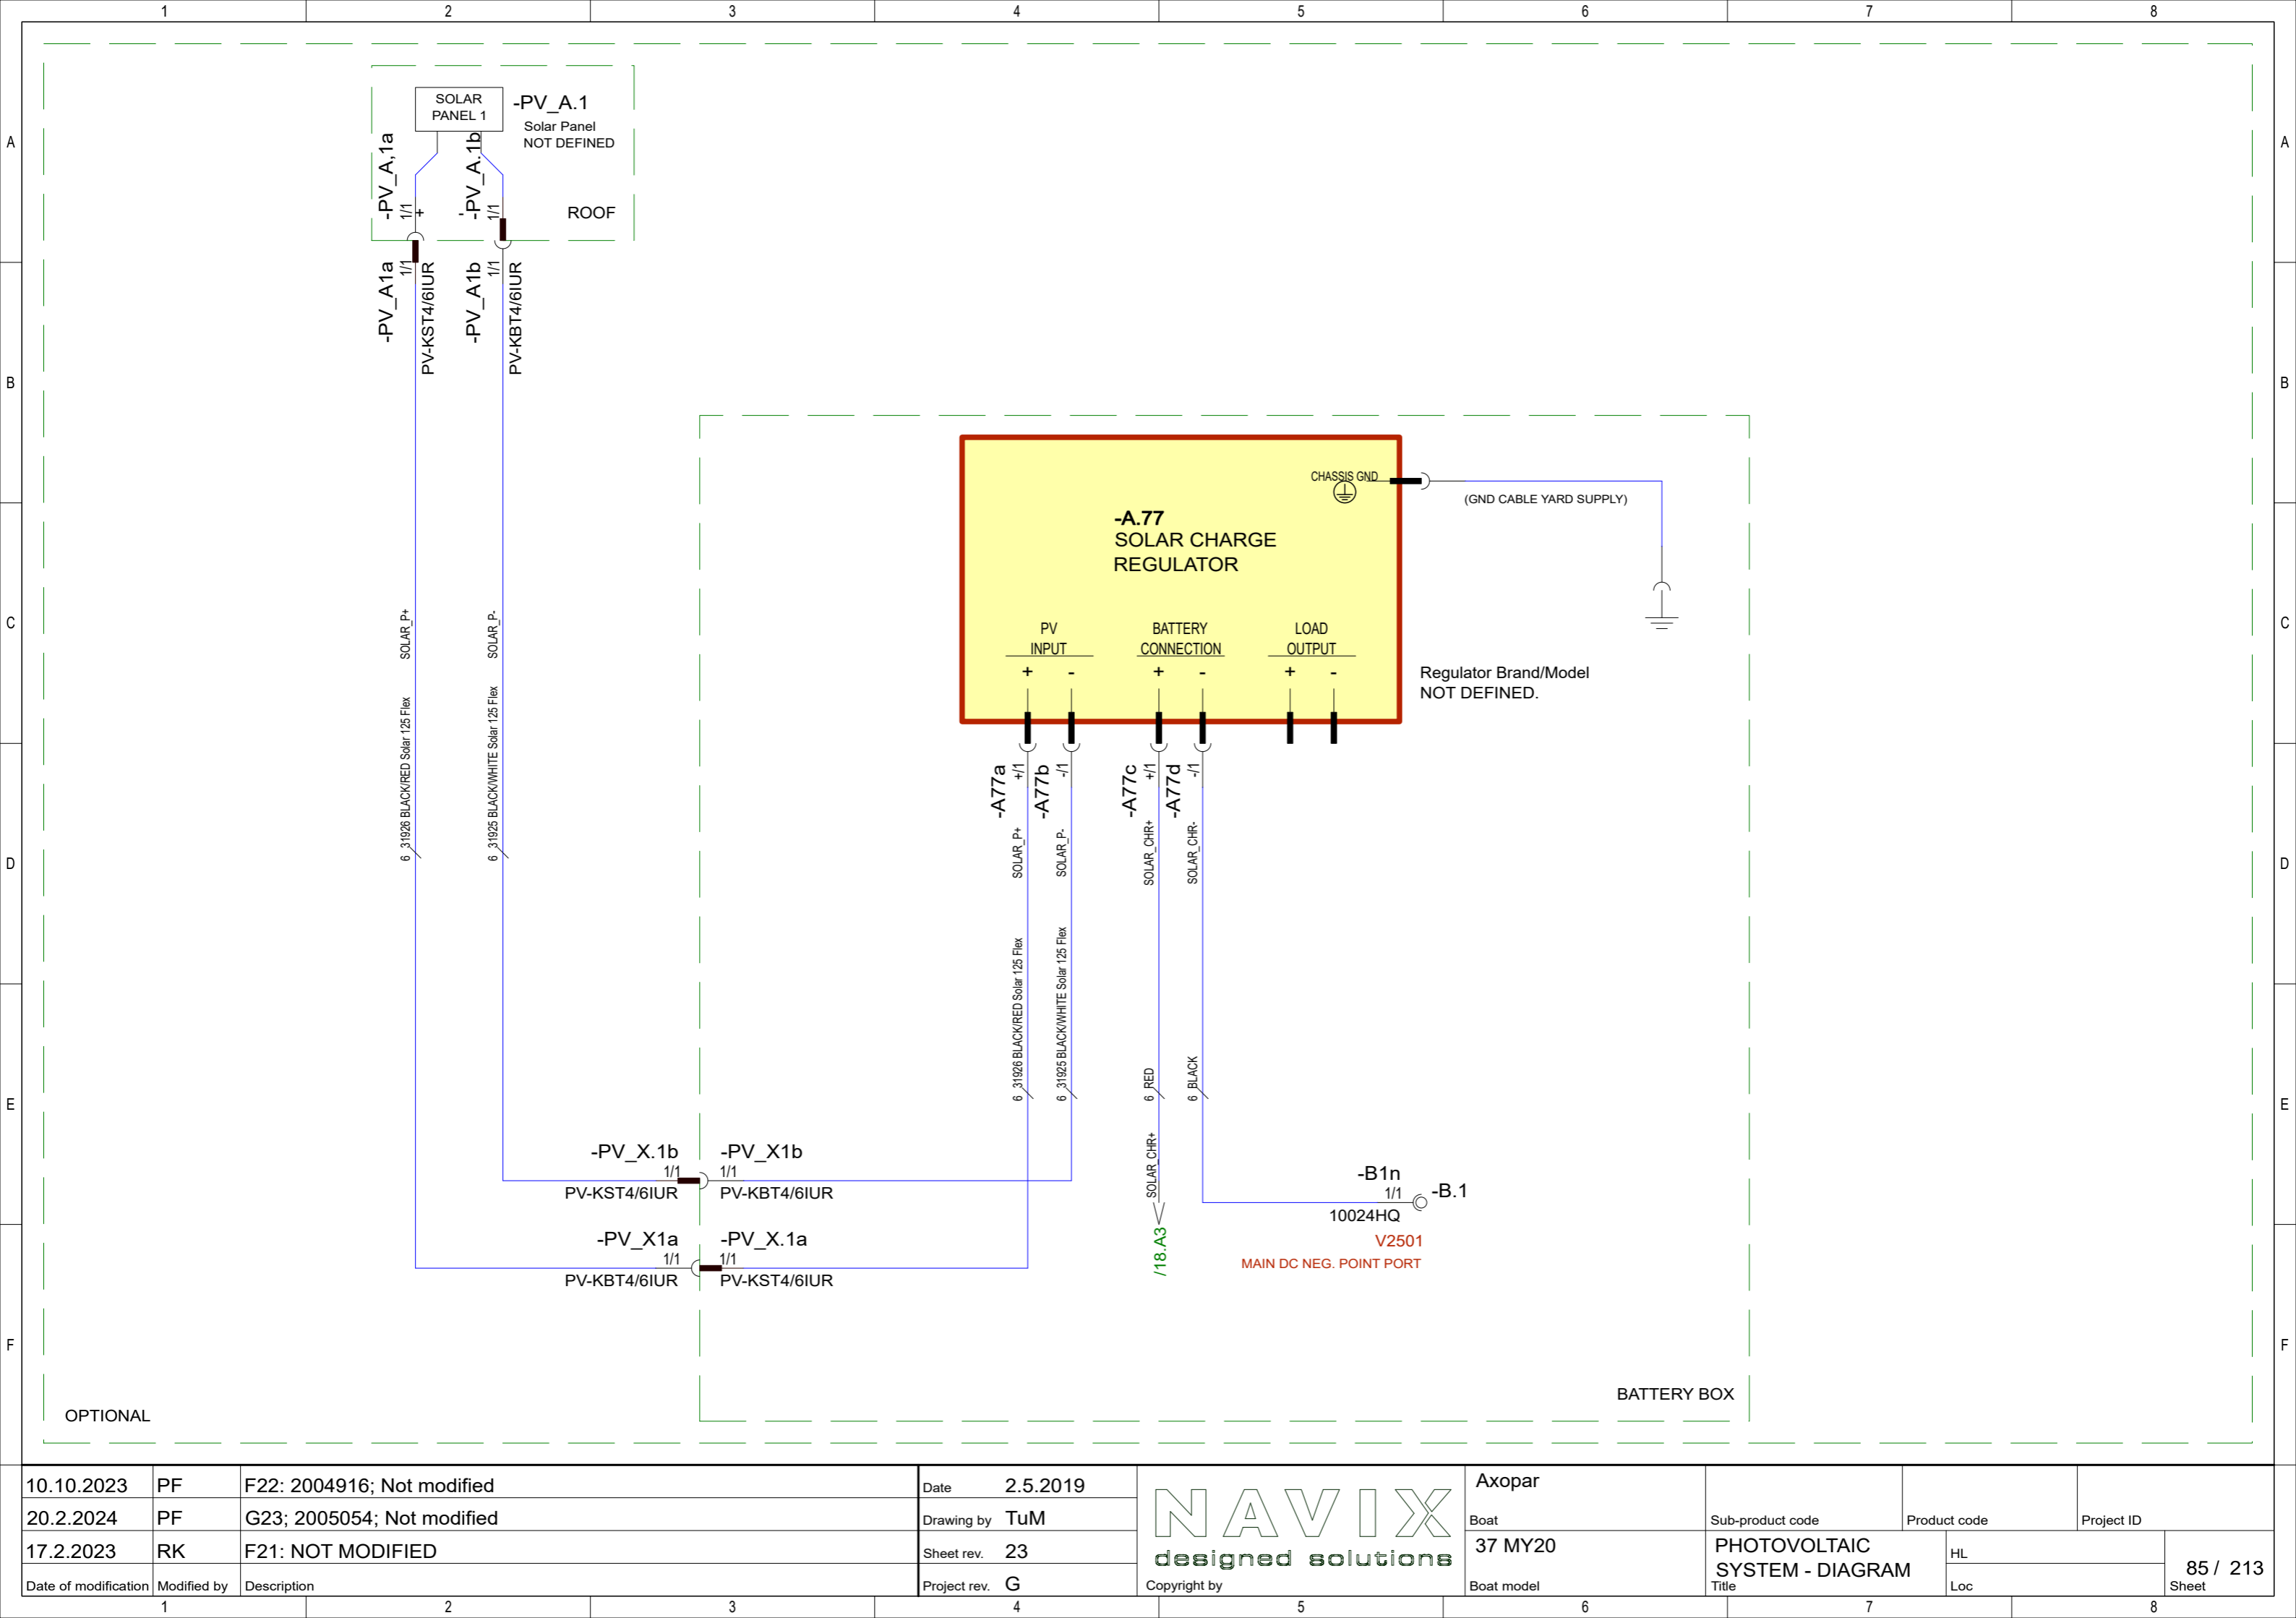 1 2 3 4 5 6 7 8
A
B
C
D
E
F
A
B
C
D
E
F
SOLAR
PANEL 1
-PV_A.1
Solar Panel
NOT DEFINED
ROOF
-PV_A,1a
1/1
+
-
-PV_A.1b
1/1
-PV_A1a
1/1
PV-KST4/6IUR
-PV_A1b
1/1
PV-KBT4/6IUR
SOLAR_P+
6 31926 BLACK/RED Solar 125 Flex
SOLAR_P-
6 31925 BLACK/WHITE Solar 125 Flex
CHASSIS GND
(GND CABLE YARD SUPPLY)
-A.77
SOLAR CHARGE
REGULATOR
PV
INPUT
+ -
BATTERY
CONNECTION
+ -
LOAD
OUTPUT
+ -
Regulator Brand/Model
NOT DEFINED.
-A77a
+/1
-A77b
-/1
-A77c
+/1
-A77d
-/1
SOLAR_P+
SOLAR_P-
SOLAR_CHR+
SOLAR_CHR-
6 31926 BLACK/RED Solar 125 Flex
6 31925 BLACK/WHITE Solar 125 Flex
6 RED
6 BLACK
SOLAR_CHR+
/18.A3
-PV_X.1b
1/1
PV-KST4/6IUR
-PV_X1b
1/1
PV-KBT4/6IUR
-PV_X1a
1/1
PV-KBT4/6IUR
-PV_X.1a
1/1
PV-KST4/6IUR
-B1n
1/1
10024HQ
-B.1
V2501
MAIN DC NEG. POINT PORT
BATTERY BOX
OPTIONAL
10.10.2023 PF F22: 2004916; Not modified
20.2.2024 PF G23; 2005054; Not modified
17.2.2023 RK F21: NOT MODIFIED
Date of modification Modified by Description
Date 2.5.2019
Drawing by TuM
Sheet rev. 23
Project rev. G
NAVIX
designed solutions
Copyright by
Axopar
Boat
37 MY20
Boat model
Sub-product code
Product code
Project ID
PHOTOVOLTAIC
SYSTEM - DIAGRAM
Title
HL
Loc
85 / 213
Sheet
1 2 3 4 5 6 7 8